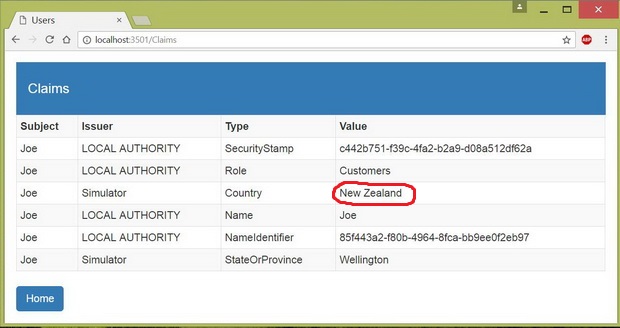 Users
localhost:3501/Claims
ABP
Claims
Subject Issuer Type Value
Joe LOCAL AUTHORITY SecurityStamp c442b751-f39c-4fa2-b2a9-d08a512df62a
Joe LOCAL AUTHORITY Role Customers
Joe Simulator Country New Zealand
Joe LOCAL AUTHORITY Name Joe
Joe LOCAL AUTHORITY NameIdentifier 85f443a2-f80b-4964-8fca-bb9ee0f2eb97
Joe Simulator StateOrProvince Wellington
Home